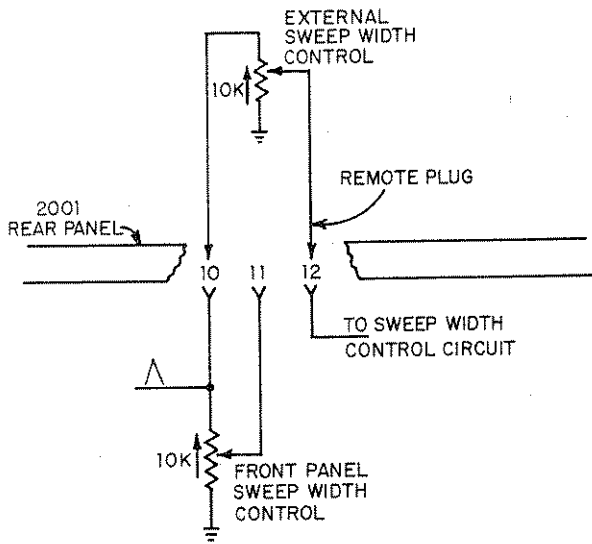 EXTERNAL
SWEEP WIDTH
CONTROL
10K
REMOTE PLUG
2001
REAR PANEL
10 11 12
TO SWEEP WIDTH
CONTROL CIRCUIT
10K
FRONT PANEL
SWEEP WIDTH
CONTROL